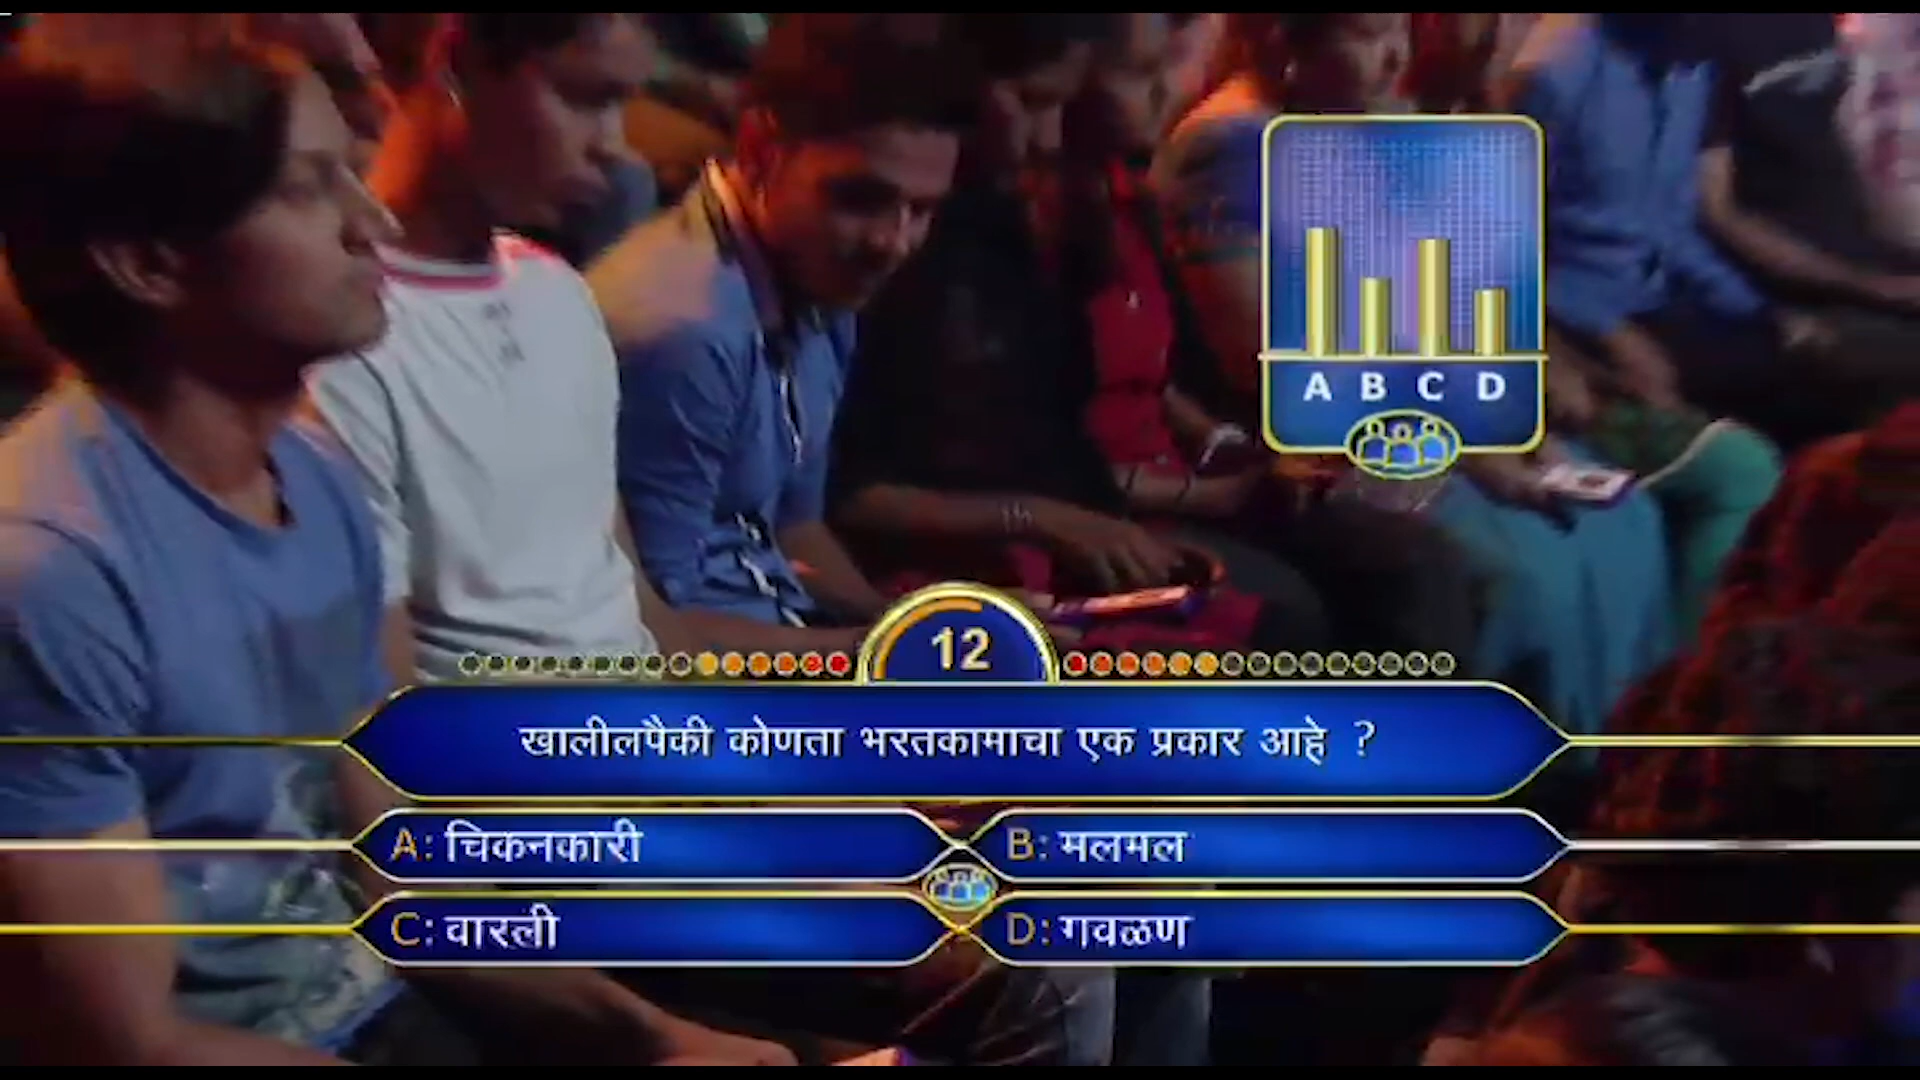 A B C D
12
खालीलपैकी कोणता भरतकामाचा एक प्रकार आहे ?
A: चिकनकारी
B: मलमल
C: वारली
D: गवळण